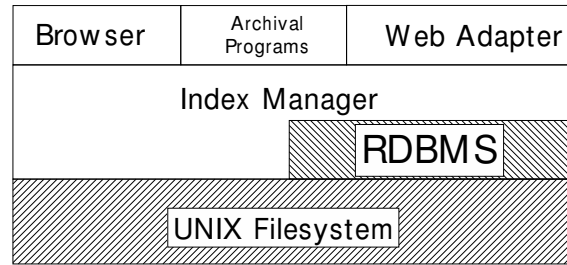 Browser
Archival
Programs
Web Adapter
Index Manager
RDBMS
UNIX Filesystem